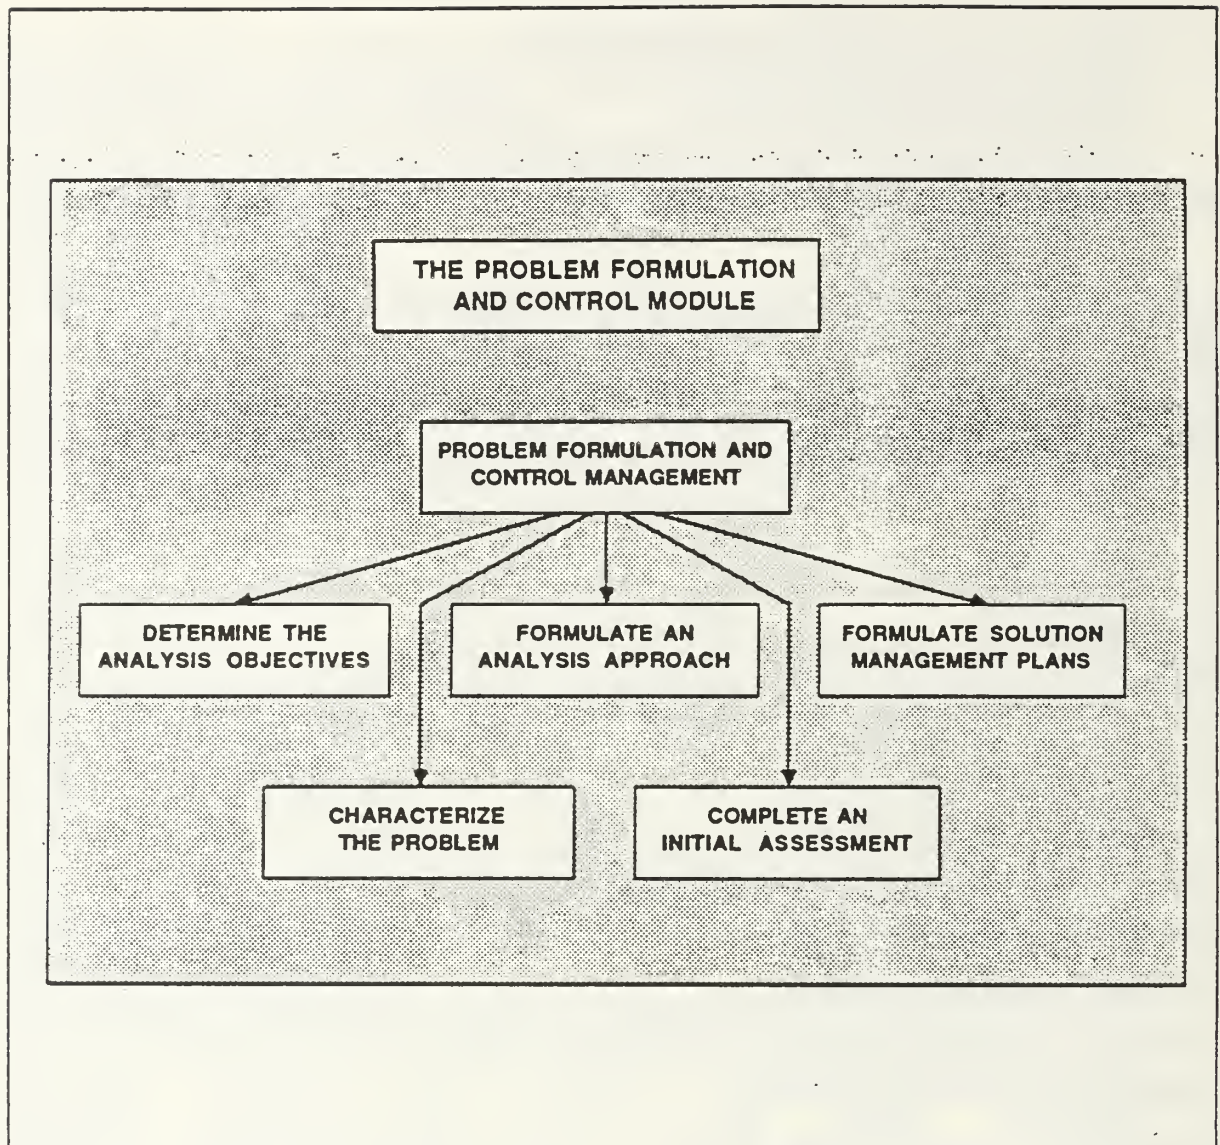 THE PROBLEM FORMULATION
AND CONTROL MODULE
PROBLEM FORMULATION AND
CONTROL MANAGEMENT
DETERMINE THE
ANALYSIS OBJECTIVES
FORMULATE AN
ANALYSIS APPROACH
FORMULATE SOLUTION
MANAGEMENT PLANS
CHARACTERIZE
THE PROBLEM
COMPLETE AN
INITIAL ASSESSMENT